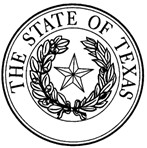 THE STATE OF TEXAS